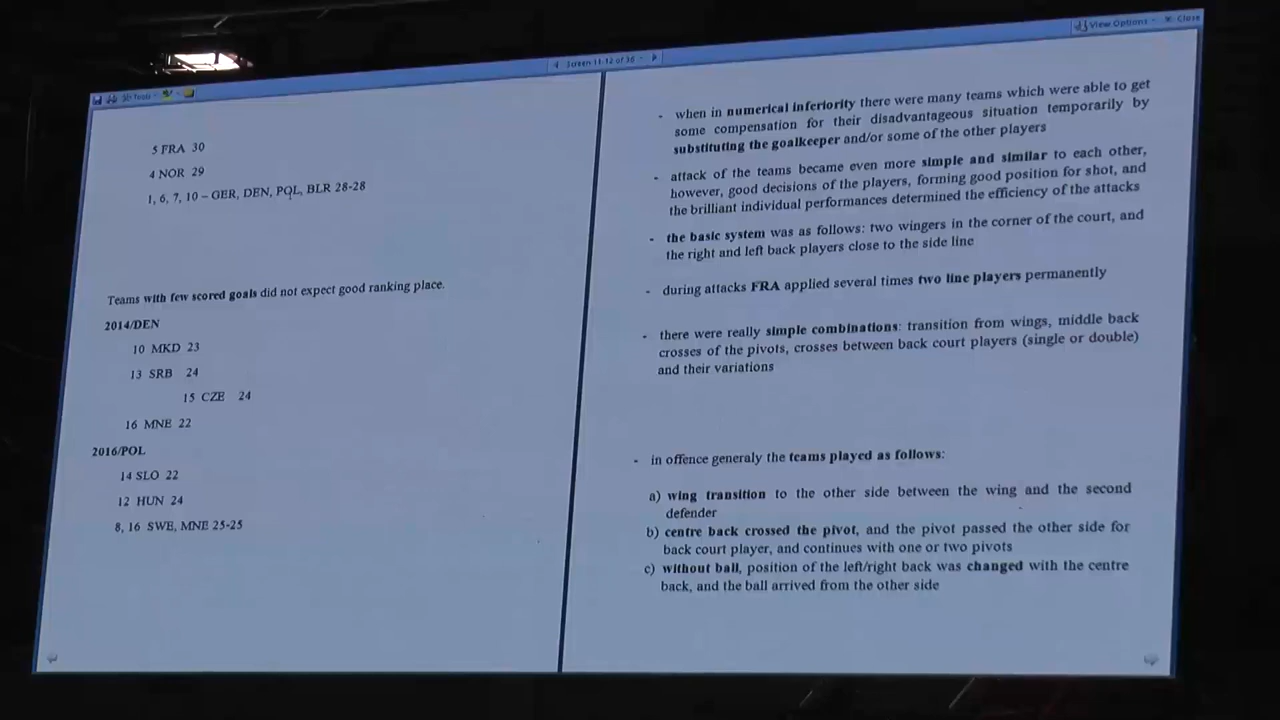 View Options
Close
Screen 11-12 of 36
Tools
5 FRA 30
4 NOR 29
1, 6, 7, 10 – GER, DEN, POL, BLR 28-28
Teams with few scored goals did not expect good ranking place.
2014/DEN
10 MKD 23
13 SRB 24
15 CZE 24
16 MNE 22
2016/POL
14 SLO 22
12 HUN 24
8, 16 SWE, MNE 25-25
- when in numerical inferiority there were many teams which were able to get
some compensation for their disadvantageous situation temporarily by
substituting the goalkeeper and/or some of the other players
- attack of the teams became even more simple and similar to each other,
however, good decisions of the players, forming good position for shot, and
the brilliant individual performances determined the efficiency of the attacks
- the basic system was as follows: two wingers in the corner of the court, and
the right and left back players close to the side line
- during attacks FRA applied several times two line players permanently
- there were really simple combinations: transition from wings, middle back
crosses of the pivots, crosses between back court players (single or double)
and their variations
- in offence generaly the teams played as follows:
a) wing transition to the other side between the wing and the second
defender
b) centre back crossed the pivot, and the pivot passed the other side for
back court player, and continues with one or two pivots
c) without ball, position of the left/right back was changed with the centre
back, and the ball arrived from the other side